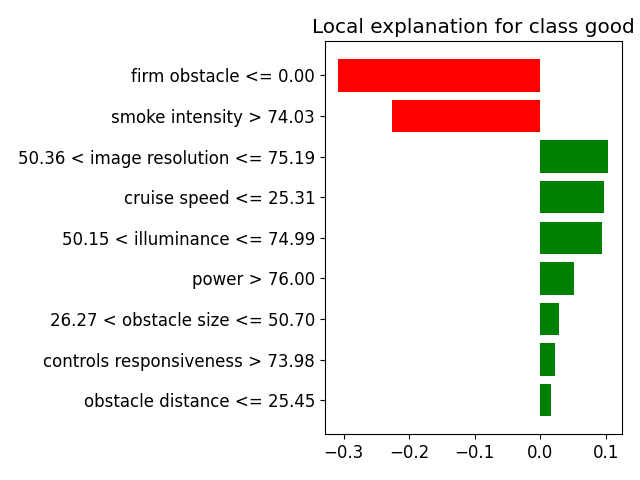 Local explanation for class good
firm obstacle <= 0.00
smoke intensity > 74.03
50.36 < image resolution <= 75.19
cruise speed <= 25.31
50.15 < illuminance <= 74.99
power > 76.00
26.27 < obstacle size <= 50.70
controls responsiveness > 73.98
obstacle distance <= 25.45
−0.3 −0.2 −0.1 0.0 0.1